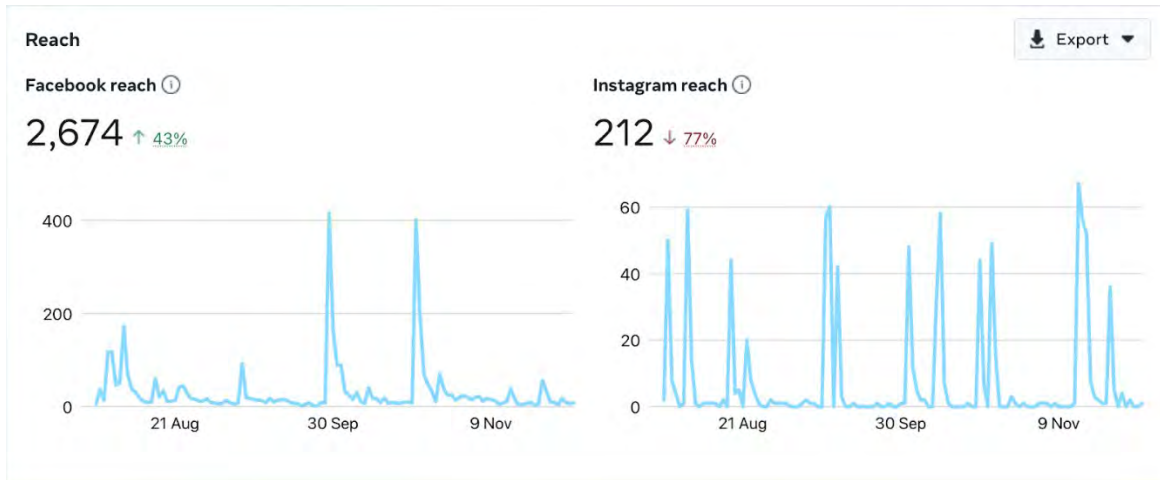 Reach
Export
Facebook reach
2,674 ↑ 43%
400
200
0
21 Aug 30 Sep 9 Nov
Instagram reach
212 ↓ 77%
60
40
20
0
21 Aug 30 Sep 9 Nov